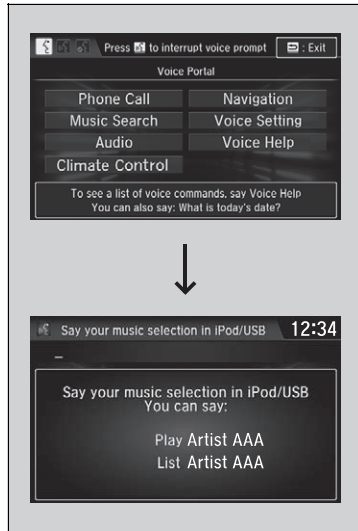 Press to interrupt voice prompt : Exit
Voice Portal
Phone Call Navigation
Music Search Voice Setting
Audio Voice Help
Climate Control
To see a list of voice commands, say Voice Help
You can also say: What is today's date?
Say your music selection in iPod/USB 12:34
Say your music selection in iPod/USB
You can say:
Play Artist AAA
List Artist AAA